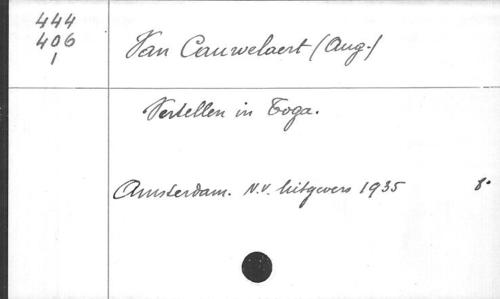 444
406
1
Van Cauwelaert (Aug.)
Vertellen in Toga.
Amsterdam. N.V. Uitgevers 1935 8°